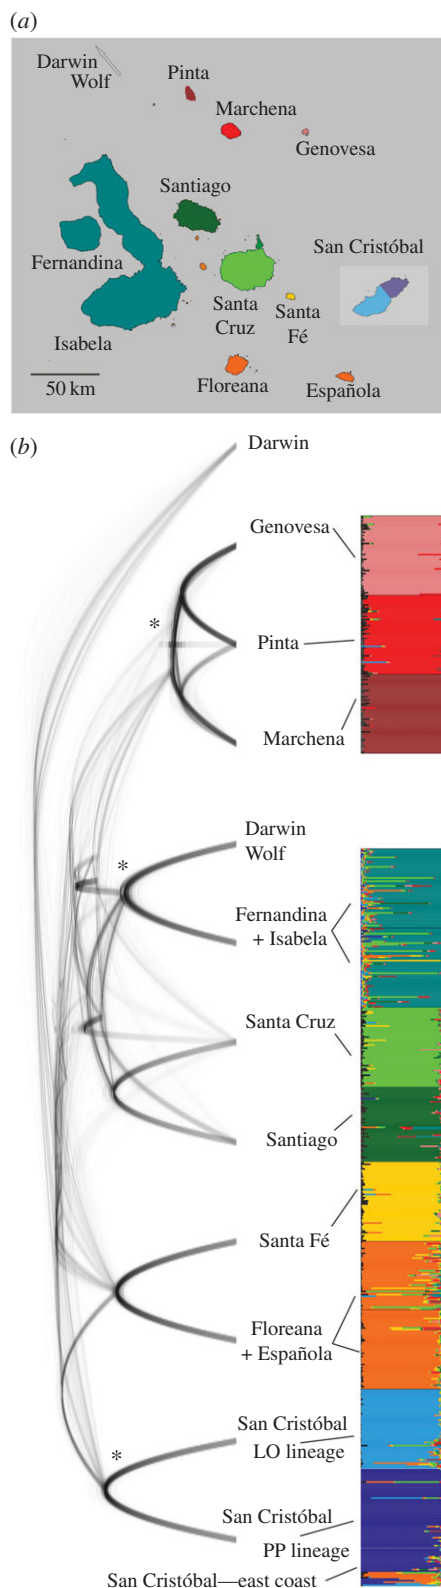 (a)
Darwin
Wolf
Pinta
Marchena
Genovesa
Santiago
San Cristóbal
Fernandina
Santa
Cruz
Santa
Fé
Isabela
50 km
Floreana
Española
(b)
Darwin
Genovesa
*
Pinta
Marchena
Darwin
Wolf
*
Fernandina
+ Isabela
Santa Cruz
Santiago
Santa Fé
Floreana
+ Española
San Cristóbal
LO lineage
*
San Cristóbal
PP lineage
San Cristóbal—east coast